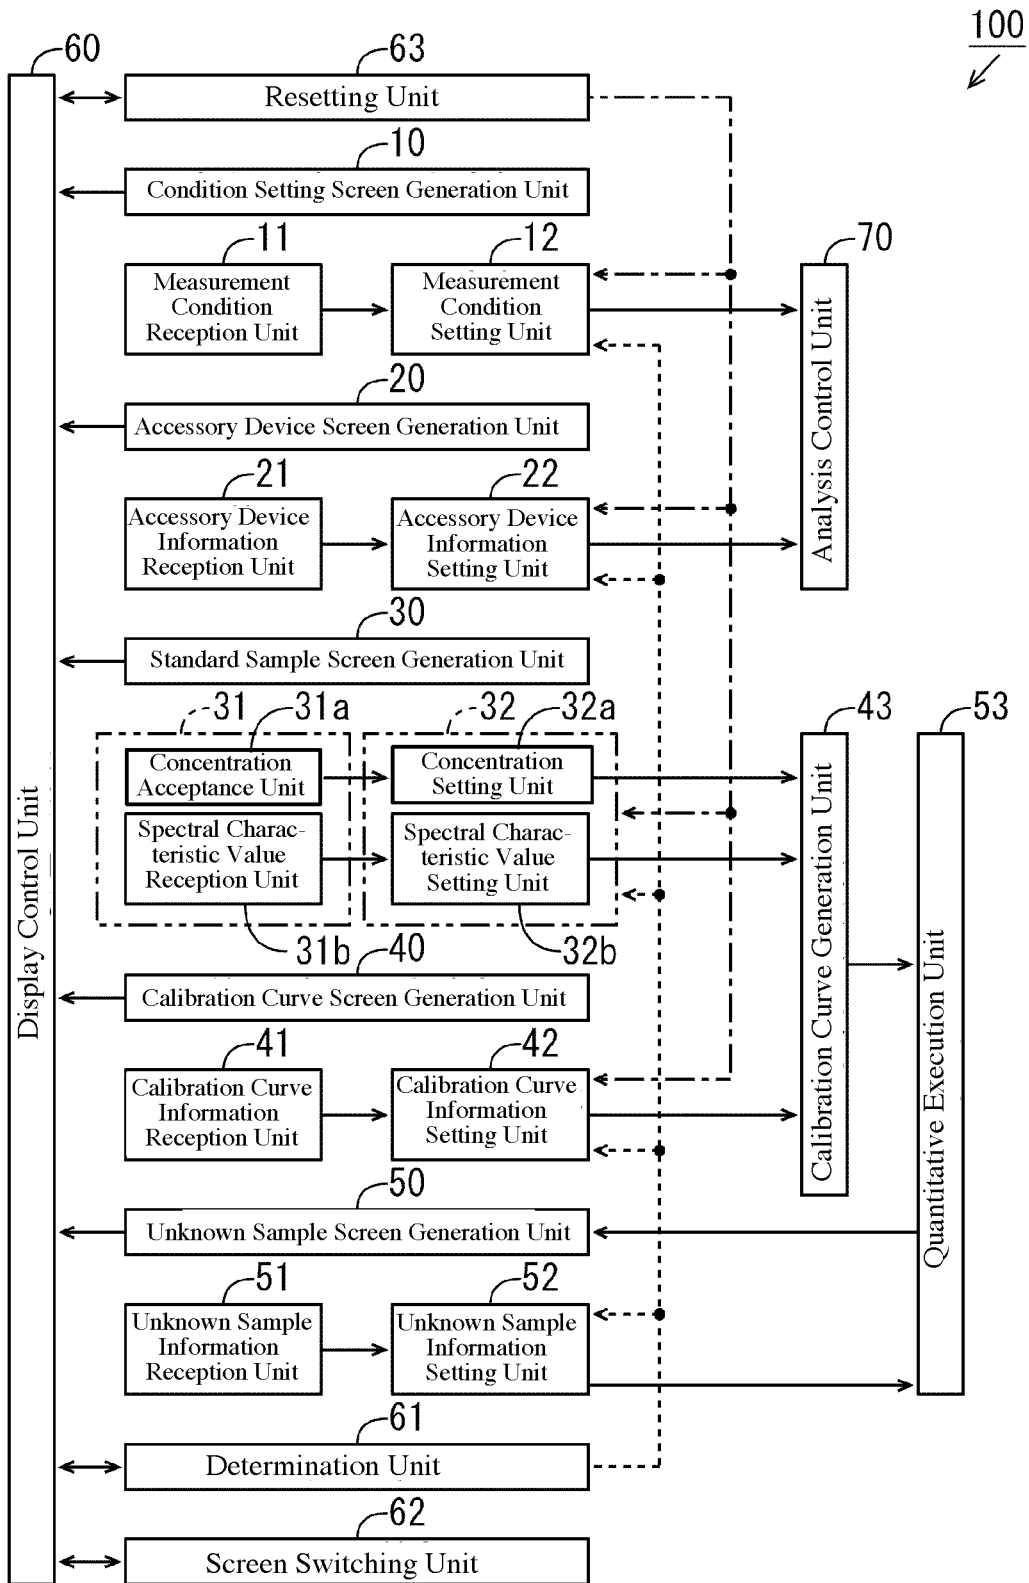 100
60
63
Resetting Unit
10
Condition Setting Screen Generation Unit
11
12
70
Measurement
Condition
Reception Unit
Measurement
Condition
Setting Unit
Analysis Control Unit
20
Accessory Device Screen Generation Unit
21
22
Accessory Device
Information
Reception Unit
Accessory Device
Information
Setting Unit
30
Standard Sample Screen Generation Unit
31
31a
32
32a
43
53
Concentration
Acceptance Unit
Concentration
Setting Unit
Spectral Charac-
teristic Value
Reception Unit
Spectral Charac-
teristic Value
Setting Unit
31b
32b
Display Control Unit
Calibration Curve Generation Unit
Quantitative Execution Unit
40
Calibration Curve Screen Generation Unit
41
42
Calibration Curve
Information
Reception Unit
Calibration Curve
Information
Setting Unit
50
Unknown Sample Screen Generation Unit
51
52
Unknown Sample
Information
Reception Unit
Unknown Sample
Information
Setting Unit
61
Determination Unit
62
Screen Switching Unit